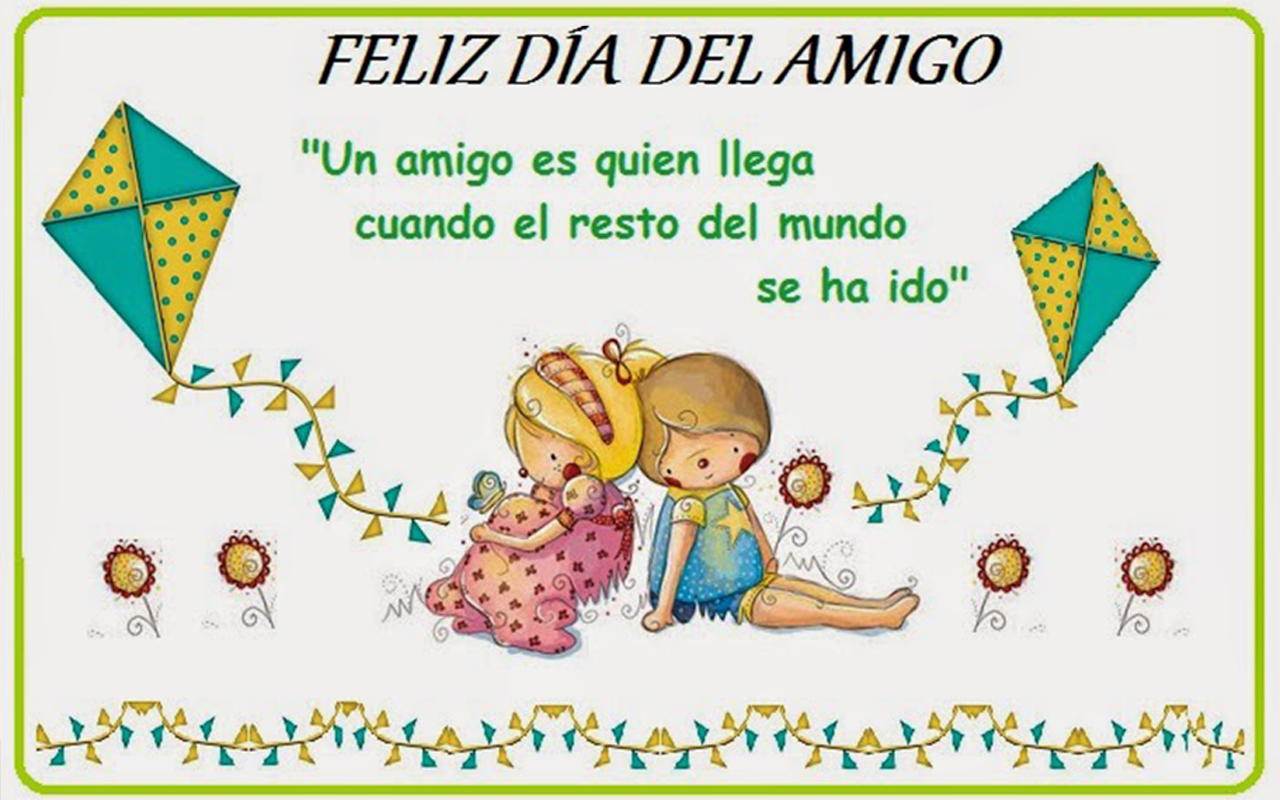 FELIZ DÍA DEL AMIGO
"Un amigo es quien llega
cuando el resto del mundo
se ha ido"